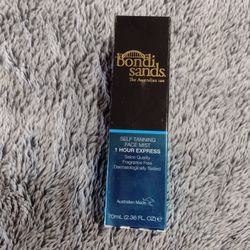 bondi
sands
The Australian tan
SELF TANNING
FACE MIST
1 HOUR EXPRESS
Salon Quality
Fragrance Free
Dermatologically Tested
Australian Made
70mL (2.36 FL. OZ) e